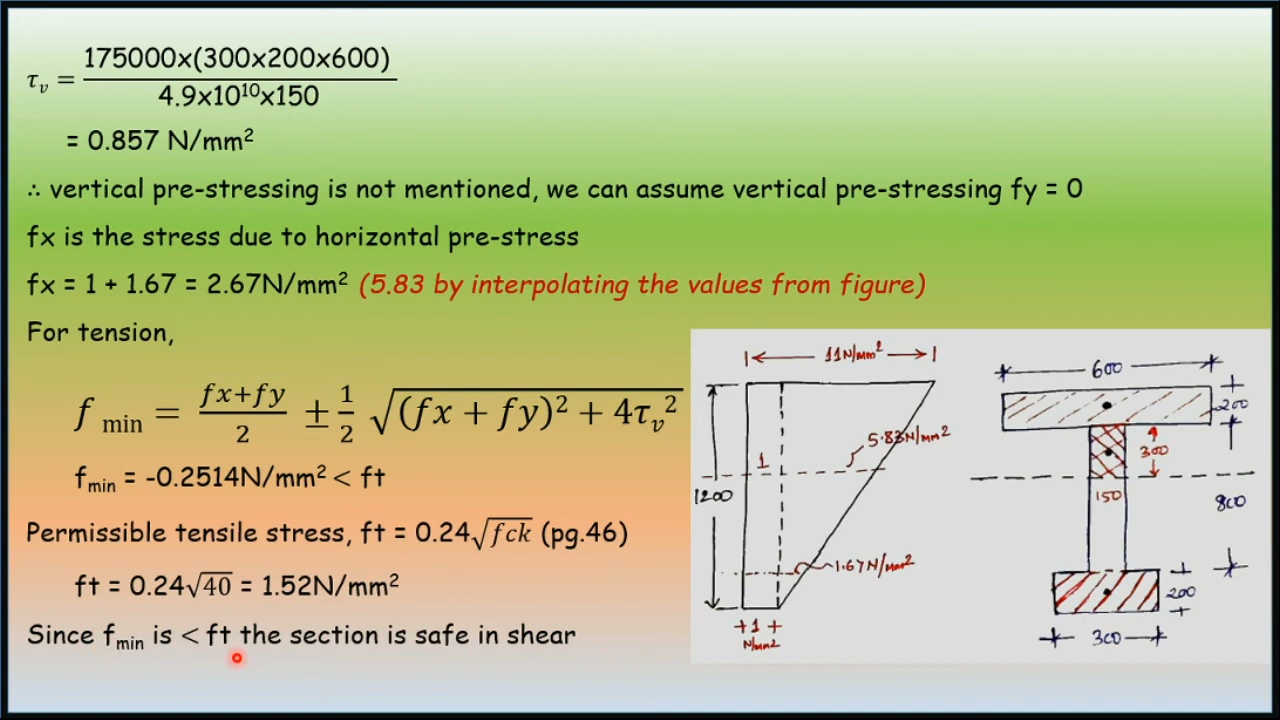 τᵥ = 175000x(300x200x600) / 4.9x10¹⁰x150
= 0.857 N/mm²
∴ vertical pre-stressing is not mentioned, we can assume vertical pre-stressing fy = 0
fx is the stress due to horizontal pre-stress
fx = 1 + 1.67 = 2.67N/mm² (5.83 by interpolating the values from figure)
For tension,
f min = fx+fy / 2 ± 1/2 √(fx + fy)² + 4τᵥ²
fmin = -0.2514N/mm² < ft
Permissible tensile stress, ft = 0.24√fck (pg.46)
ft = 0.24√40 = 1.52N/mm²
Since fmin is < ft the section is safe in shear
11N/mm²
5.83N/mm²
1
1200
1.67N/mm²
1
N/mm²
600
200
300
150
800
200
300